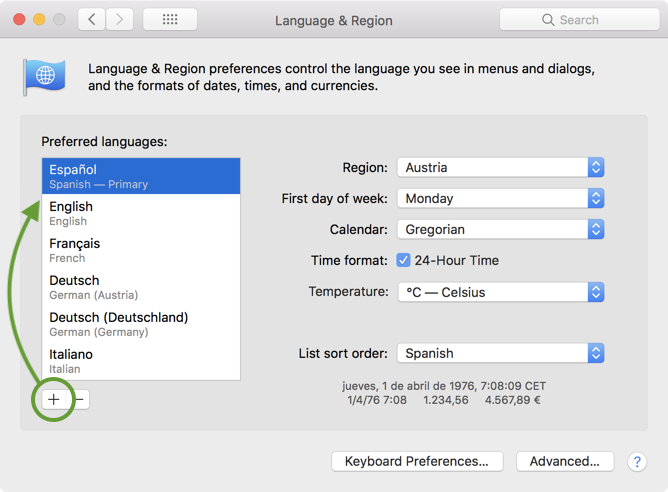 Language & Region
Search
Language & Region preferences control the language you see in menus and dialogs,
and the formats of dates, times, and currencies.
Preferred languages:
Español
Spanish — Primary
English
English
Français
French
Deutsch
German (Austria)
Deutsch (Deutschland)
German (Germany)
Italiano
Italian
+ −
Region: Austria
First day of week: Monday
Calendar: Gregorian
Time format: 24-Hour Time
Temperature: °C — Celsius
List sort order: Spanish
jueves, 1 de abril de 1976, 7:08:09 CET
1/4/76 7:08 1.234,56 4.567,89 €
Keyboard Preferences... Advanced... ?